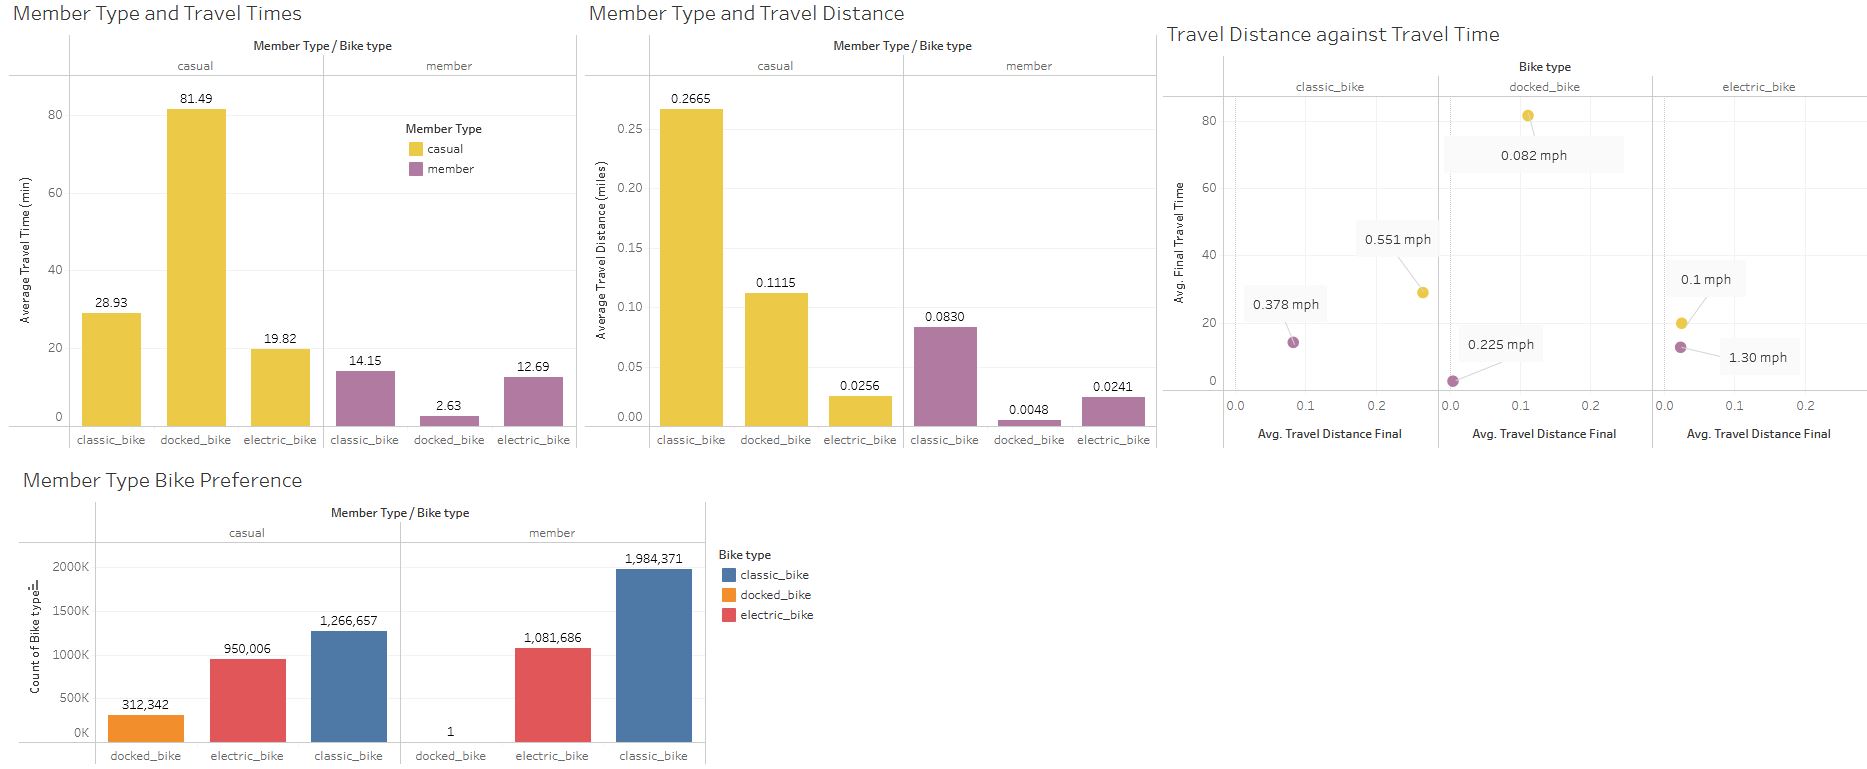 Member Type and Travel Times
Member Type / Bike type
casual
member
Average Travel Time (min)
80
60
40
20
0
28.93
81.49
19.82
14.15
2.63
12.69
Member Type
casual
member
classic_bike
docked_bike
electric_bike
classic_bike
docked_bike
electric_bike
Member Type and Travel Distance
Member Type / Bike type
casual
member
Average Travel Distance (miles)
0.25
0.20
0.15
0.10
0.05
0.00
0.2665
0.1115
0.0256
0.0830
0.0048
0.0241
classic_bike
docked_bike
electric_bike
classic_bike
docked_bike
electric_bike
Travel Distance against Travel Time
Bike type
classic_bike
docked_bike
electric_bike
Avg. Final Travel Time
80
60
40
20
0
0.378 mph
0.551 mph
0.082 mph
0.225 mph
0.1 mph
1.30 mph
0.0
0.1
0.2
0.0
0.1
0.2
0.0
0.1
0.2
Avg. Travel Distance Final
Avg. Travel Distance Final
Avg. Travel Distance Final
Member Type Bike Preference
Member Type / Bike type
casual
member
Count of Bike type
2000K
1500K
1000K
500K
0K
312,342
950,006
1,266,657
1
1,081,686
1,984,371
docked_bike
electric_bike
classic_bike
docked_bike
electric_bike
classic_bike
Bike type
classic_bike
docked_bike
electric_bike